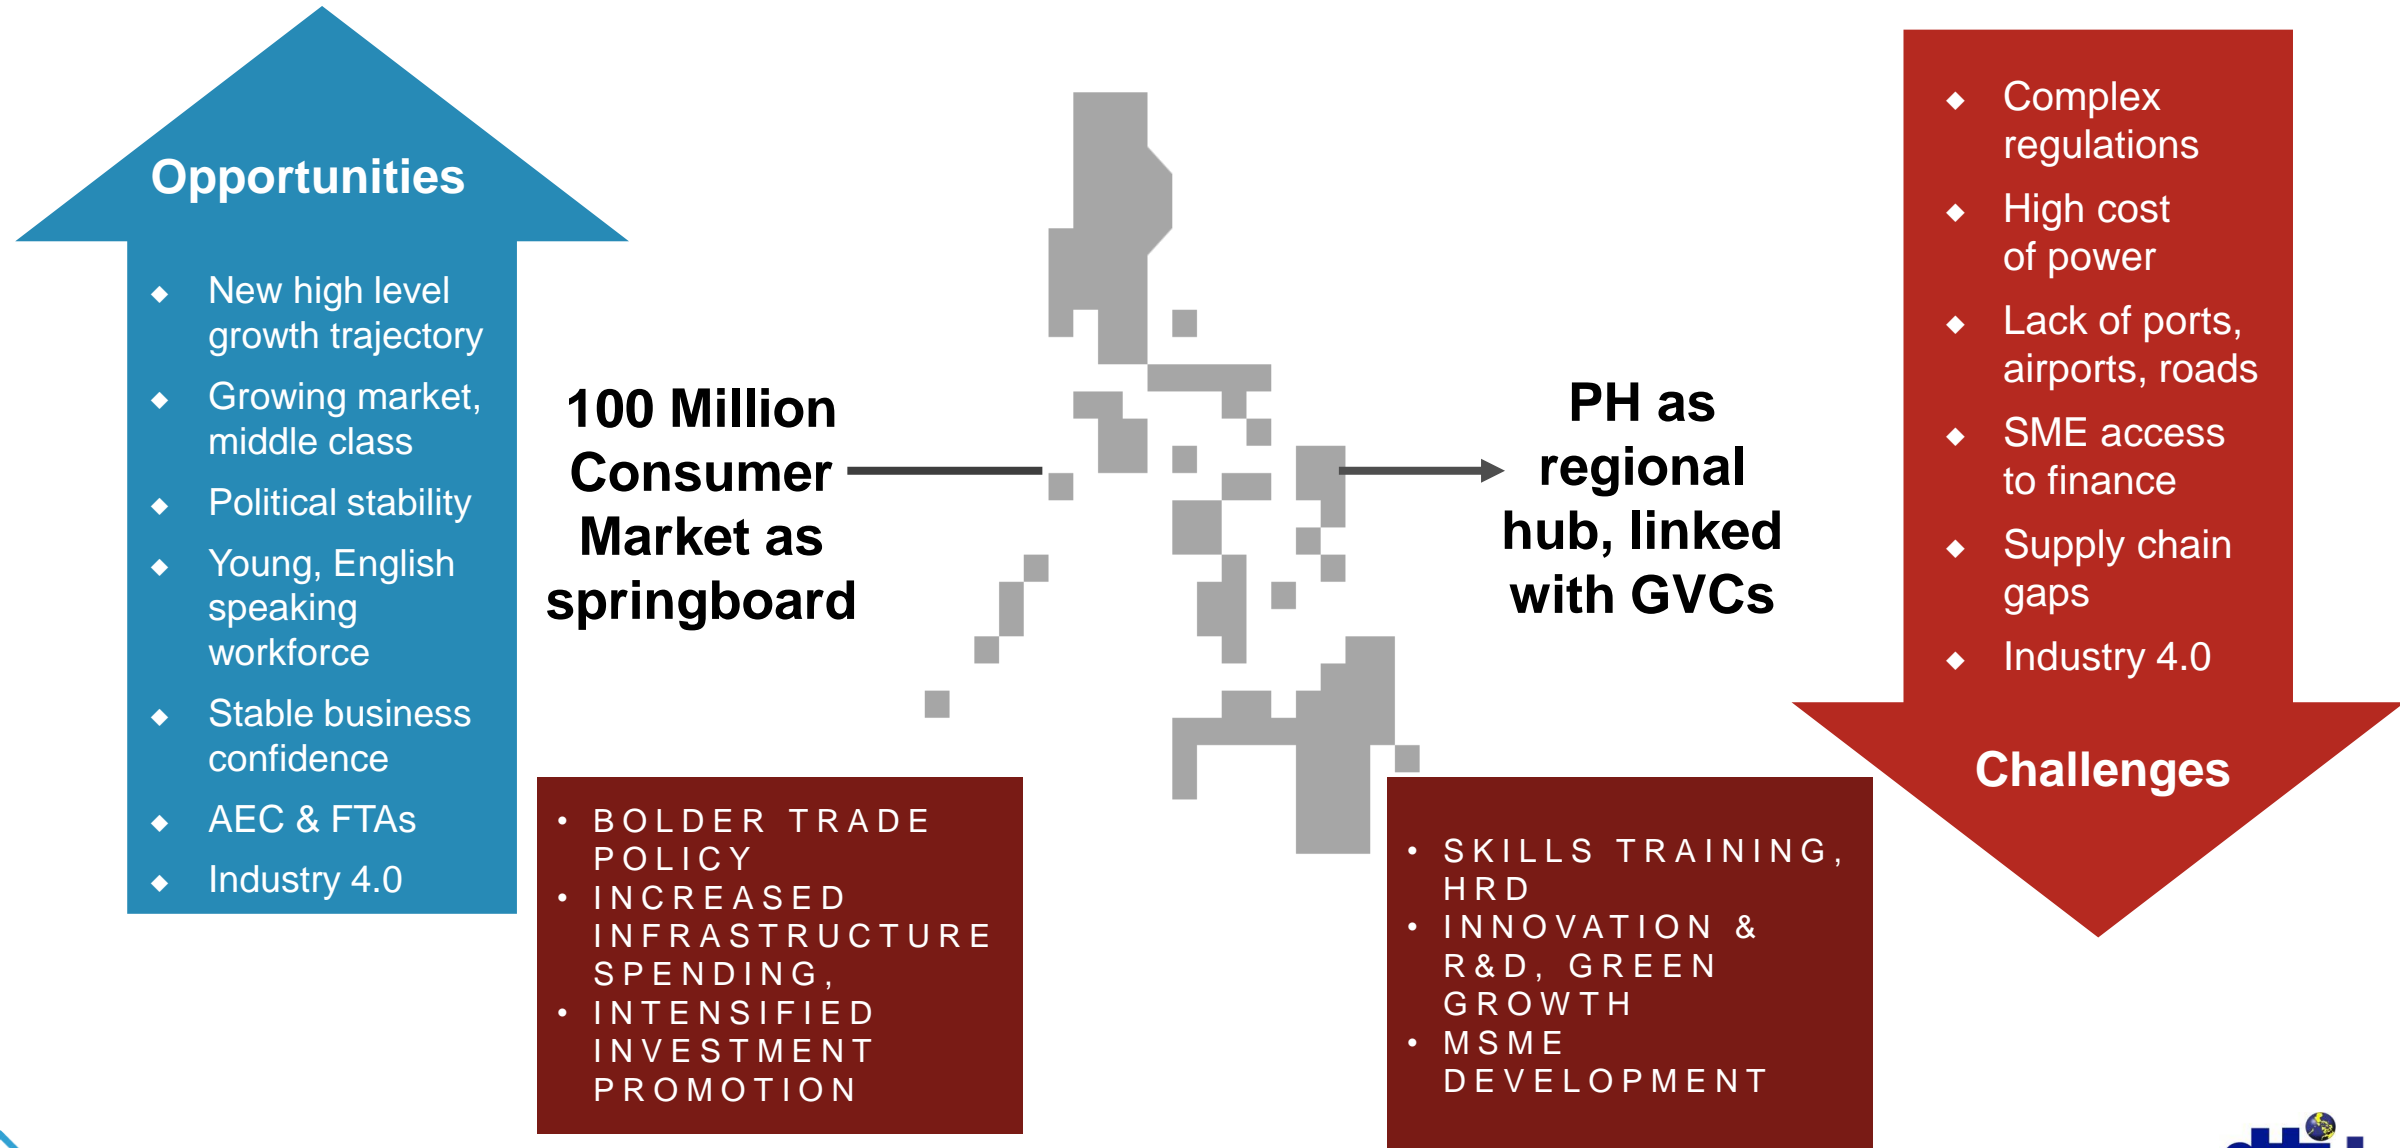 Opportunities
◆ New high level
growth trajectory
◆ Growing market,
middle class
◆ Political stability
◆ Young, English
speaking
workforce
◆ Stable business
confidence
◆ AEC & FTAs
◆ Industry 4.0
100 Million
Consumer
Market as
springboard
• BOLDER TRADE
POLICY
• INCREASED
INFRASTRUCTURE
SPENDING,
• INTENSIFIED
INVESTMENT
PROMOTION
PH as
regional
hub, linked
with GVCs
• SKILLS TRAINING,
HRD
• INNOVATION &
R&D, GREEN
GROWTH
• MSME
DEVELOPMENT
◆ Complex
regulations
◆ High cost
of power
◆ Lack of ports,
airports, roads
◆ SME access
to finance
◆ Supply chain
gaps
◆ Industry 4.0
Challenges